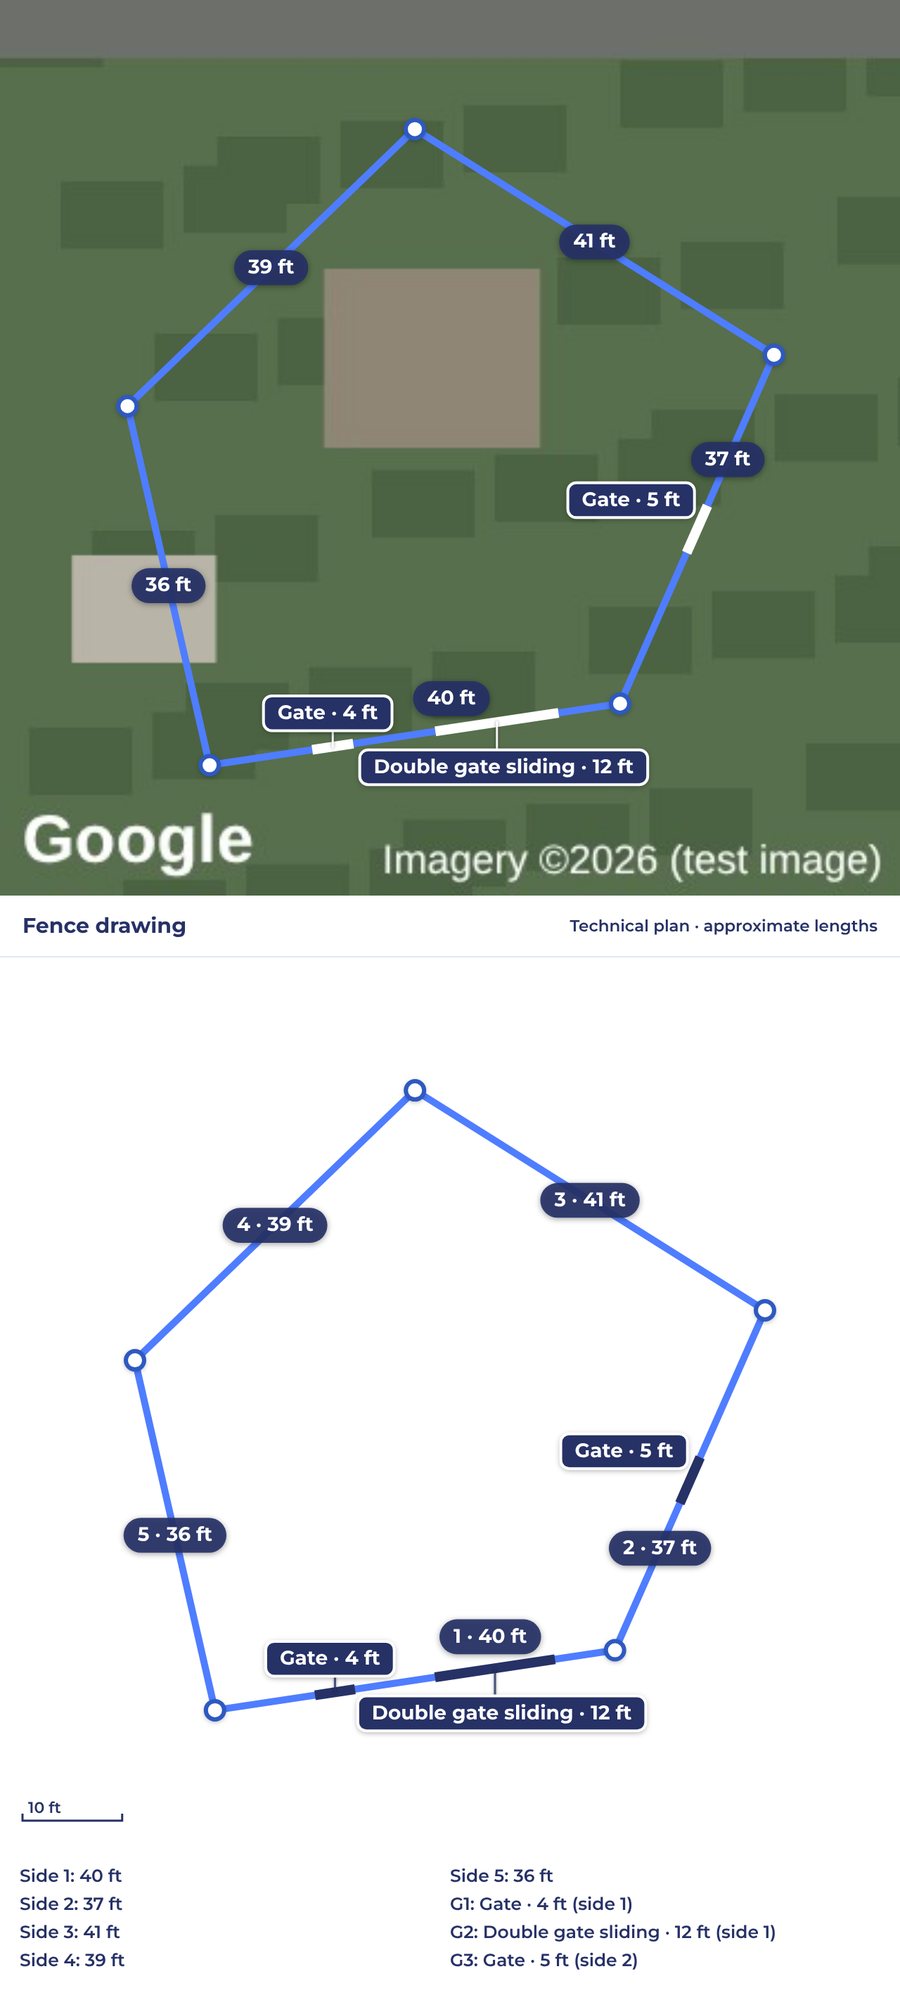 41 ft
39 ft
37 ft
Gate · 5 ft
36 ft
40 ft
Gate · 4 ft
Double gate sliding · 12 ft
Google
Imagery ©2026 (test image)
Fence drawing
Technical plan · approximate lengths
3 · 41 ft
4 · 39 ft
Gate · 5 ft
5 · 36 ft
2 · 37 ft
1 · 40 ft
Gate · 4 ft
Double gate sliding · 12 ft
10 ft
Side 1: 40 ft
Side 2: 37 ft
Side 3: 41 ft
Side 4: 39 ft
Side 5: 36 ft
G1: Gate · 4 ft (side 1)
G2: Double gate sliding · 12 ft (side 1)
G3: Gate · 5 ft (side 2)